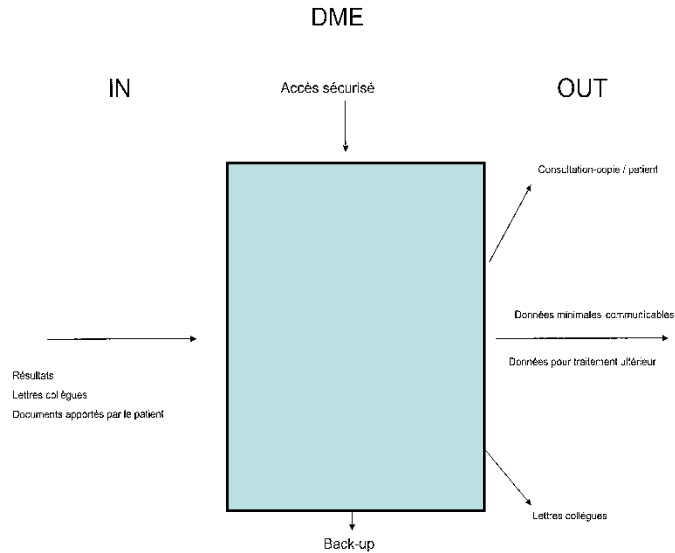 DME
IN
Accès sécurisé
OUT
Consultation-copie / patient
Données minimales communicables
Données pour traitement ultérieur
Résultats
Lettres collègues
Documents apportés par le patient
Lettres collègues
Back-up